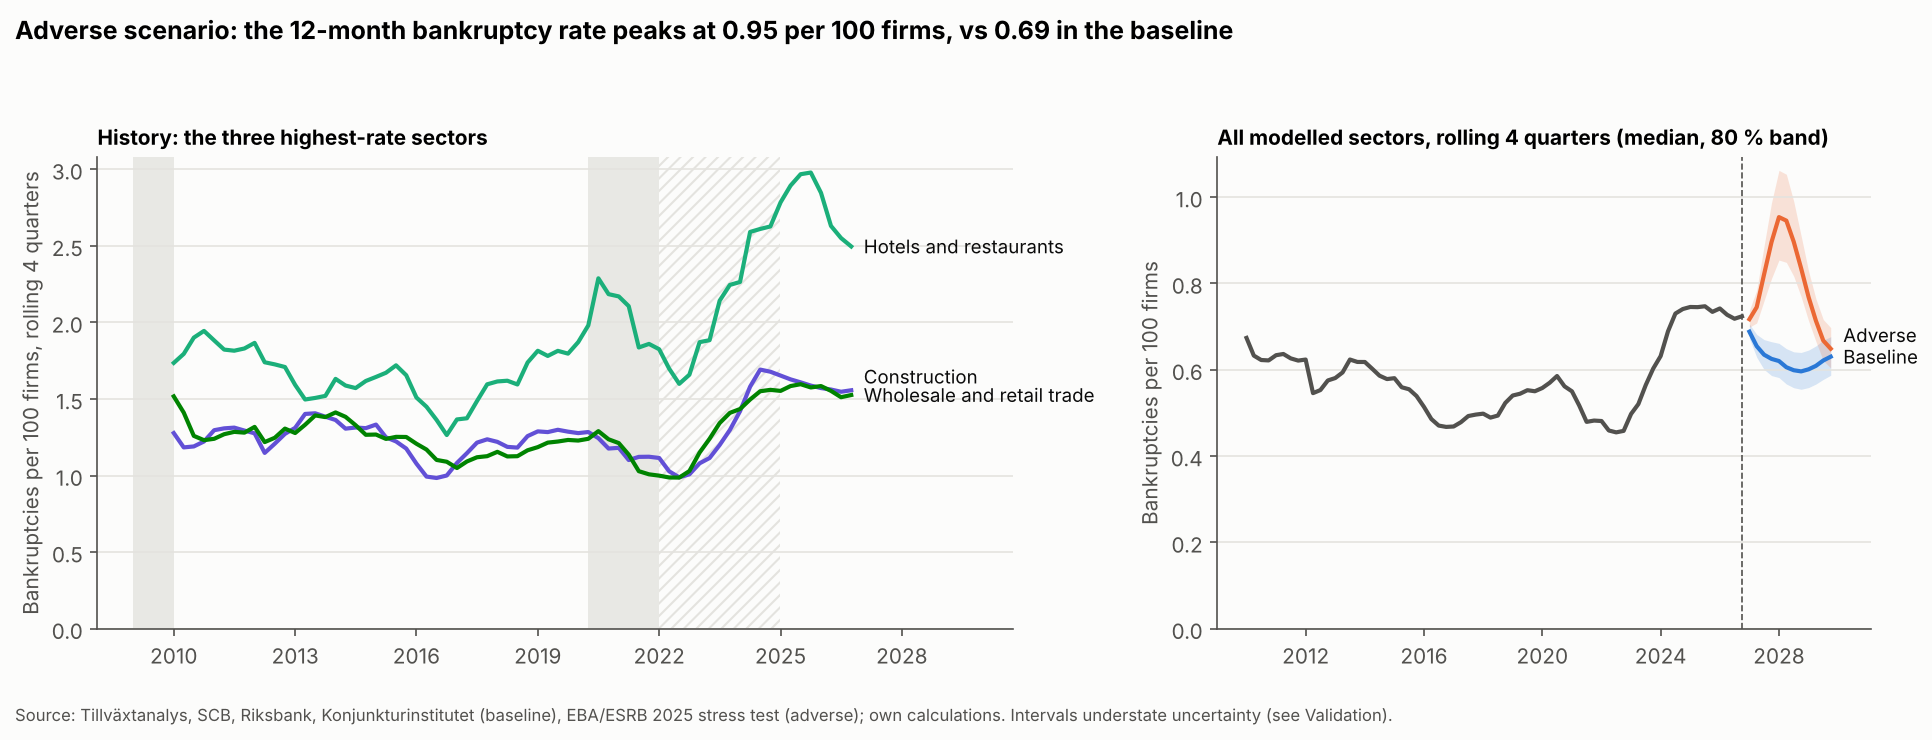 Adverse scenario: the 12-month bankruptcy rate peaks at 0.95 per 100 firms, vs 0.69 in the baseline
History: the three highest-rate sectors
Bankruptcies per 100 firms, rolling 4 quarters
3.0
2.5
2.0
1.5
1.0
0.5
0.0
2010
2013
2016
2019
2022
2025
2028
Hotels and restaurants
Construction
Wholesale and retail trade
All modelled sectors, rolling 4 quarters (median, 80 % band)
Bankruptcies per 100 firms
1.0
0.8
0.6
0.4
0.2
0.0
2012
2016
2020
2024
2028
Adverse
Baseline
Source: Tillväxtanalys, SCB, Riksbank, Konjunkturinstitutet (baseline), EBA/ESRB 2025 stress test (adverse); own calculations. Intervals understate uncertainty (see Validation).